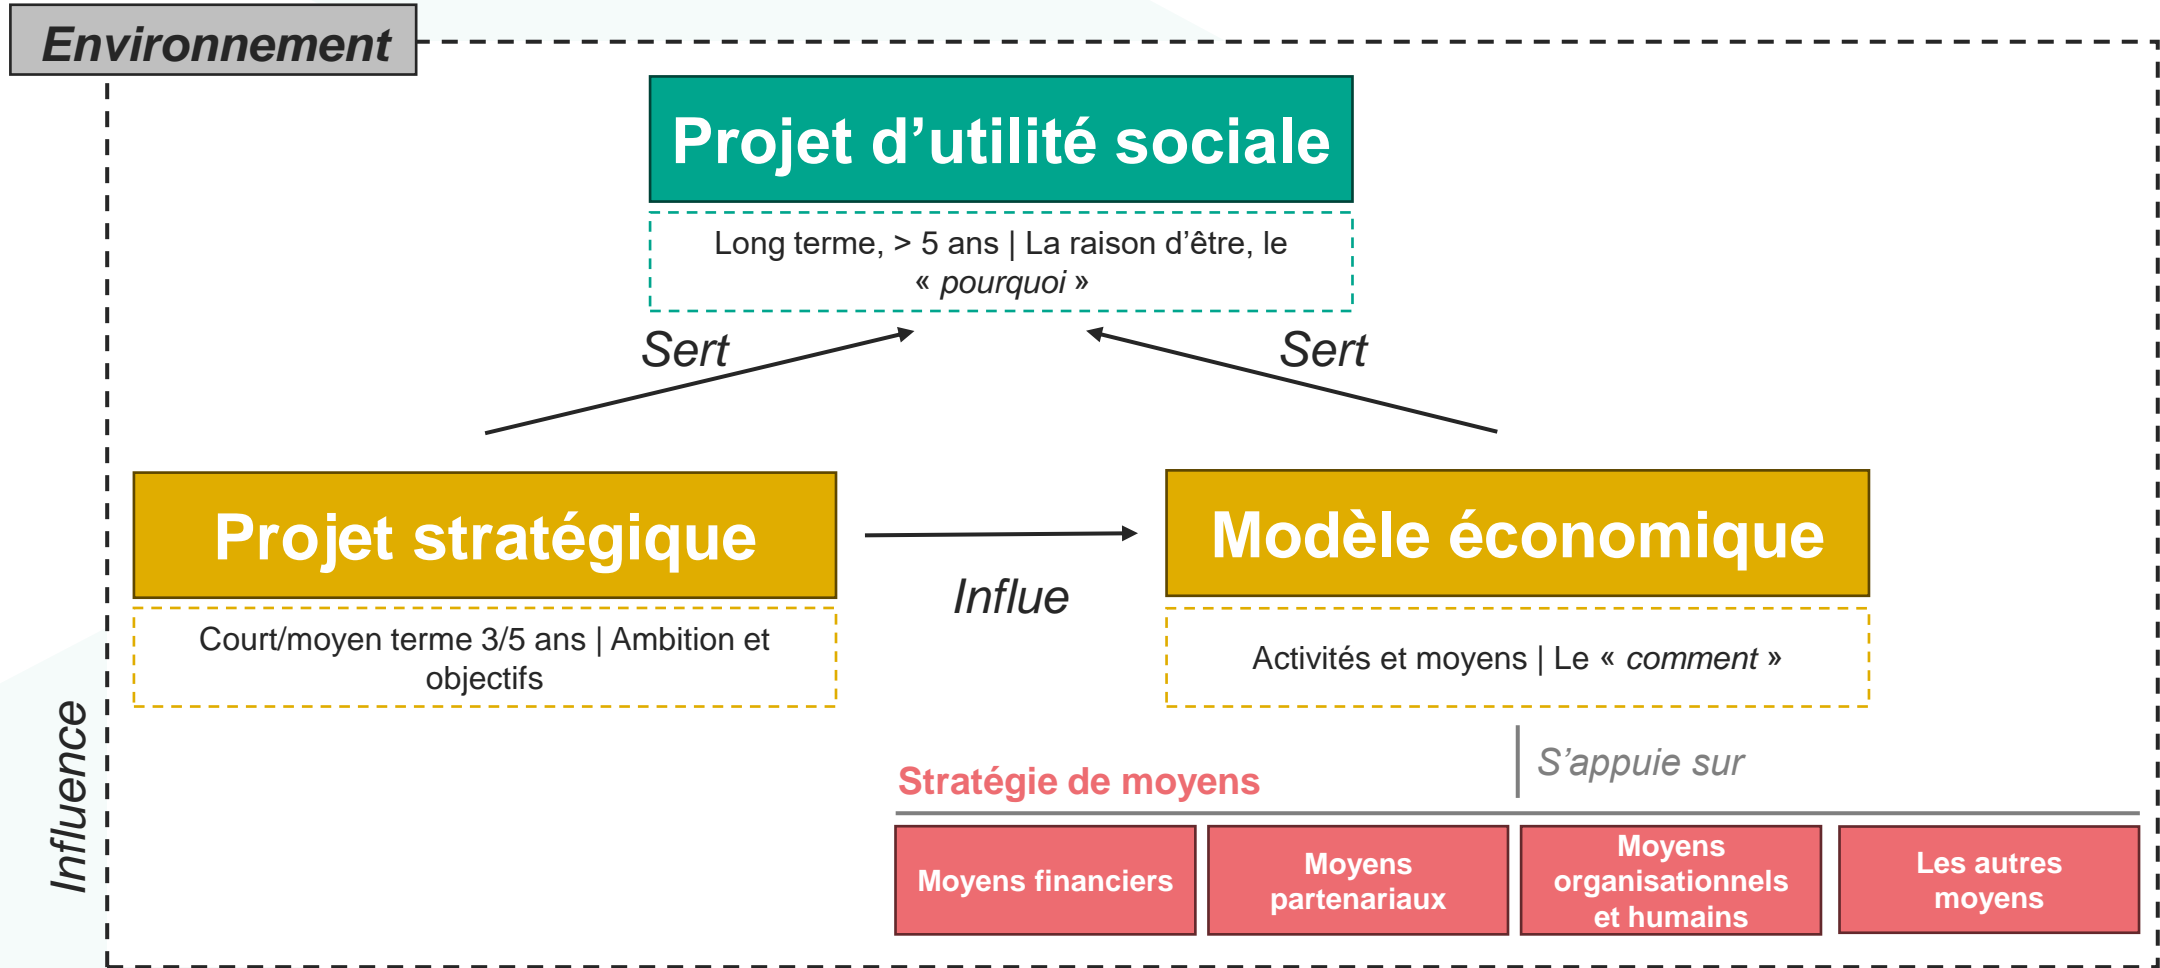 Environnement
Projet d’utilité sociale
Long terme, > 5 ans | La raison d’être, le
« pourquoi »
Sert
Sert
Projet stratégique
Modèle économique
Influe
Court/moyen terme 3/5 ans | Ambition et
objectifs
Activités et moyens | Le « comment »
Influence
S’appuie sur
Stratégie de moyens
Moyens financiers
Moyens
partenariaux
Moyens
organisationnels
et humains
Les autres
moyens